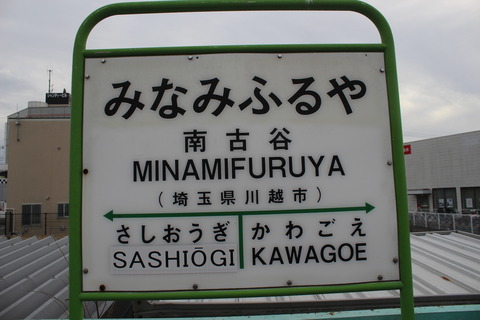 みなみふるや
南古谷
MINAMIFURUYA
(埼玉県川越市)
さしおうぎ かわごえ
SASHIŌGI KAWAGOE